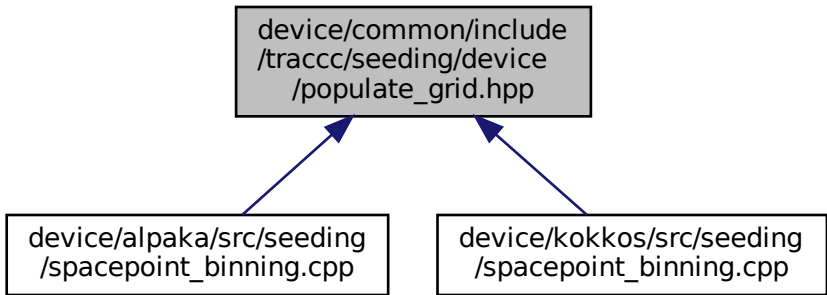 device/common/include
/traccc/seeding/device
/populate_grid.hpp
device/alpaka/src/seeding
/spacepoint_binning.cpp
device/kokkos/src/seeding
/spacepoint_binning.cpp